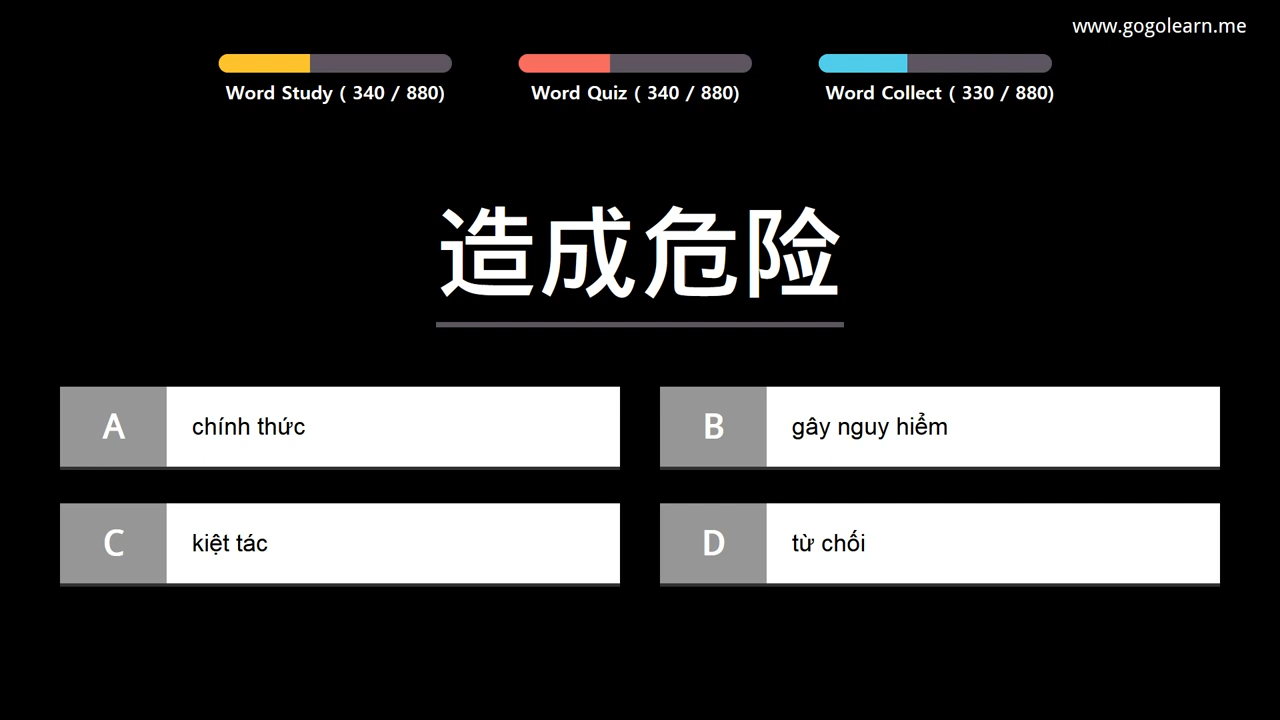 www.gogolearn.me
Word Study ( 340 / 880)
Word Quiz ( 340 / 880)
Word Collect ( 330 / 880)
造成危险
A
chính thức
B
gây nguy hiểm
C
kiệt tác
D
từ chối